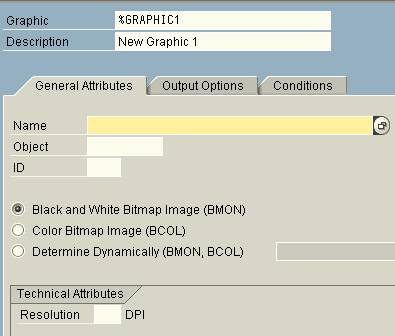 Graphic %GRAPHIC1
Description New Graphic 1
General Attributes Output Options Conditions
Name
Object
ID
Black and White Bitmap Image (BMON)
Color Bitmap Image (BCOL)
Determine Dynamically (BMON, BCOL)
Technical Attributes
Resolution DPI